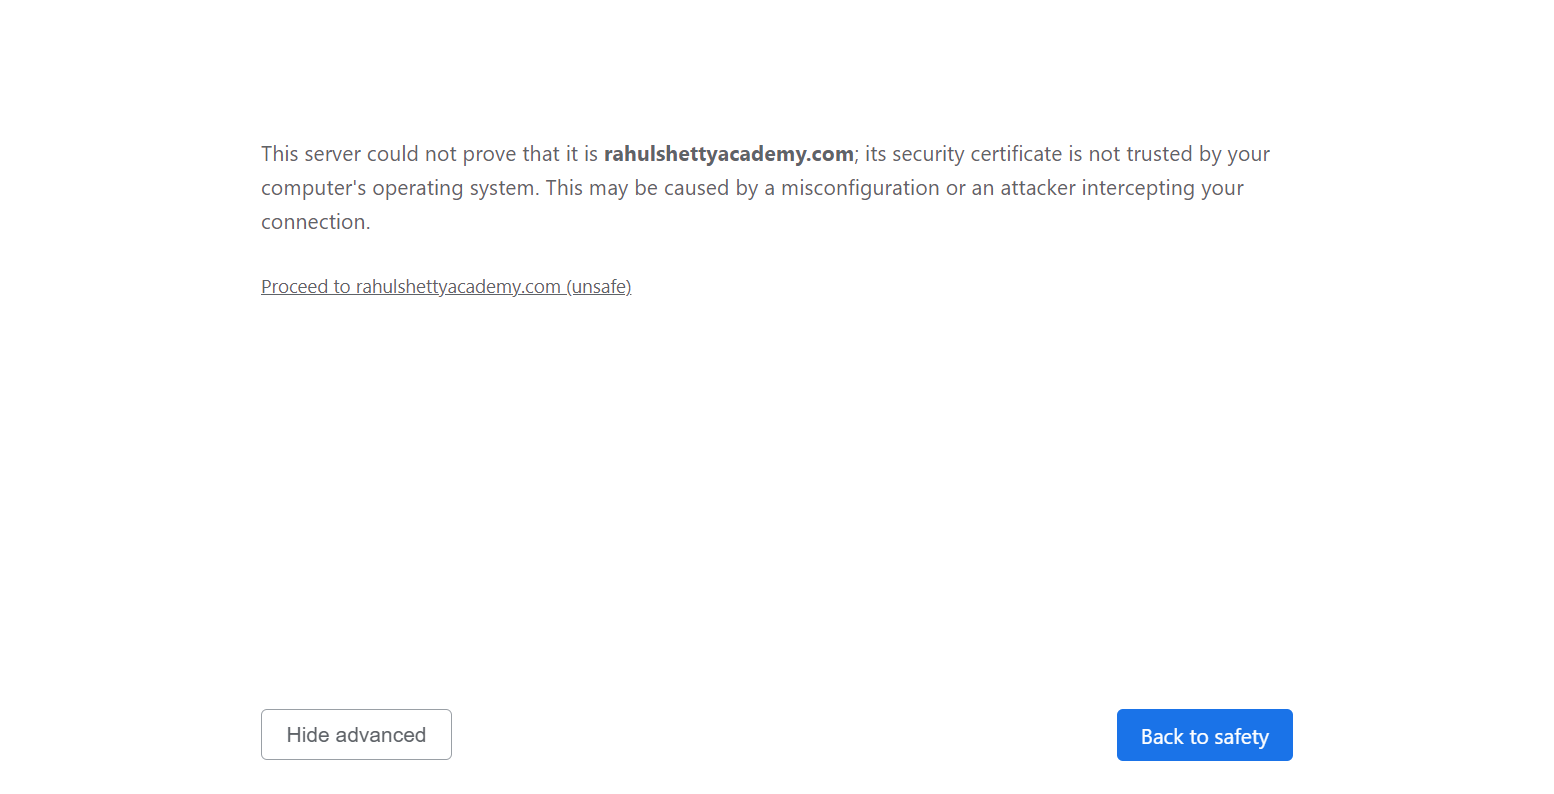 This server could not prove that it is rahulshettyacademy.com; its security certificate is not trusted by your
computer's operating system. This may be caused by a misconfiguration or an attacker intercepting your
connection.
Proceed to rahulshettyacademy.com (unsafe)
Hide advanced
Back to safety